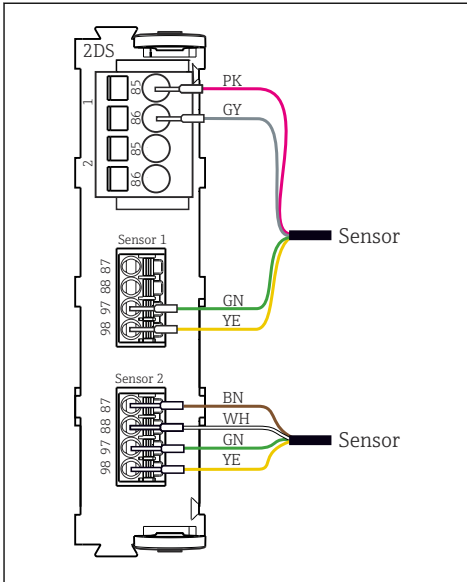 2DS
1
85
PK
86
GY
2
85
86
Sensor
Sensor 1
87
88
97
GN
98
YE
Sensor 2
87
BN
88
WH
97
GN
Sensor
98
YE